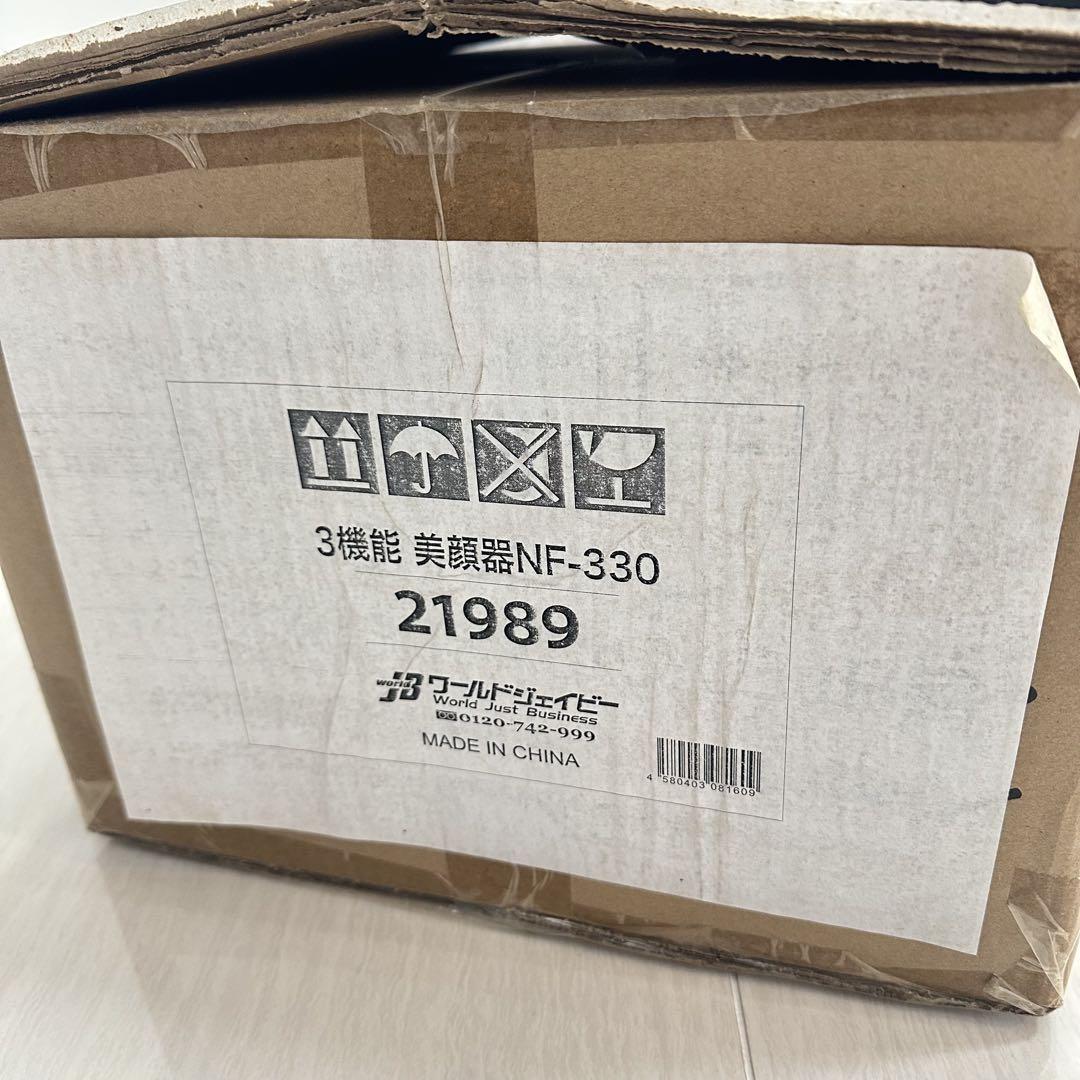 3機能 美顔器NF-330
21989
world JB ワールドジェイビー
World Just Business
0120-742-999
MADE IN CHINA
4 580403 081609